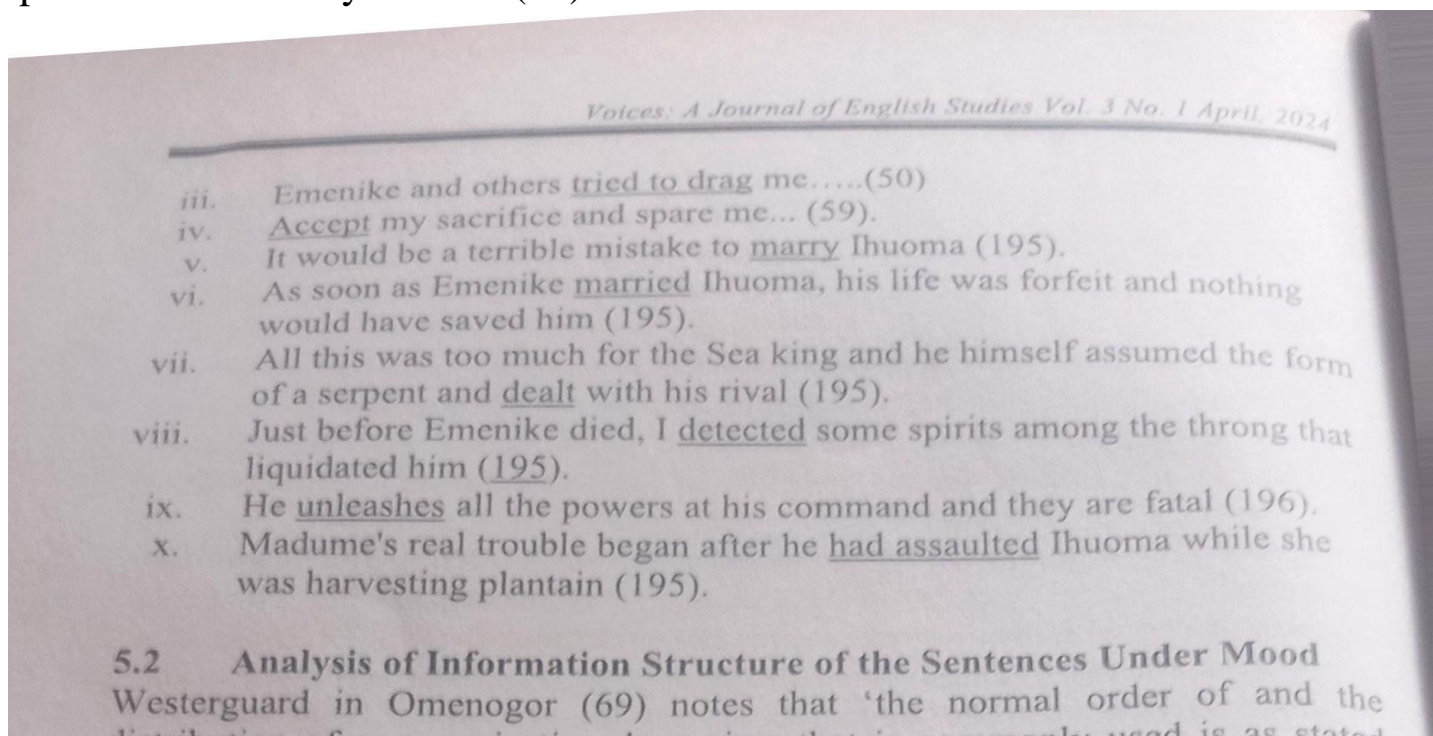 Voices: A Journal of English Studies Vol. 3 No. 1 April, 2024
iii. Emenike and others tried to drag me.....(50)
iv. Accept my sacrifice and spare me... (59).
v. It would be a terrible mistake to marry Ihuoma (195).
vi. As soon as Emenike married Ihuoma, his life was forfeit and nothing
would have saved him (195).
vii. All this was too much for the Sea king and he himself assumed the form
of a serpent and dealt with his rival (195).
viii. Just before Emenike died, I detected some spirits among the throng that
liquidated him (195).
ix. He unleashes all the powers at his command and they are fatal (196).
x. Madume's real trouble began after he had assaulted Ihuoma while she
was harvesting plantain (195).
5.2 Analysis of Information Structure of the Sentences Under Mood
Westerguard in Omenogor (69) notes that 'the normal order of and the
used is as stated